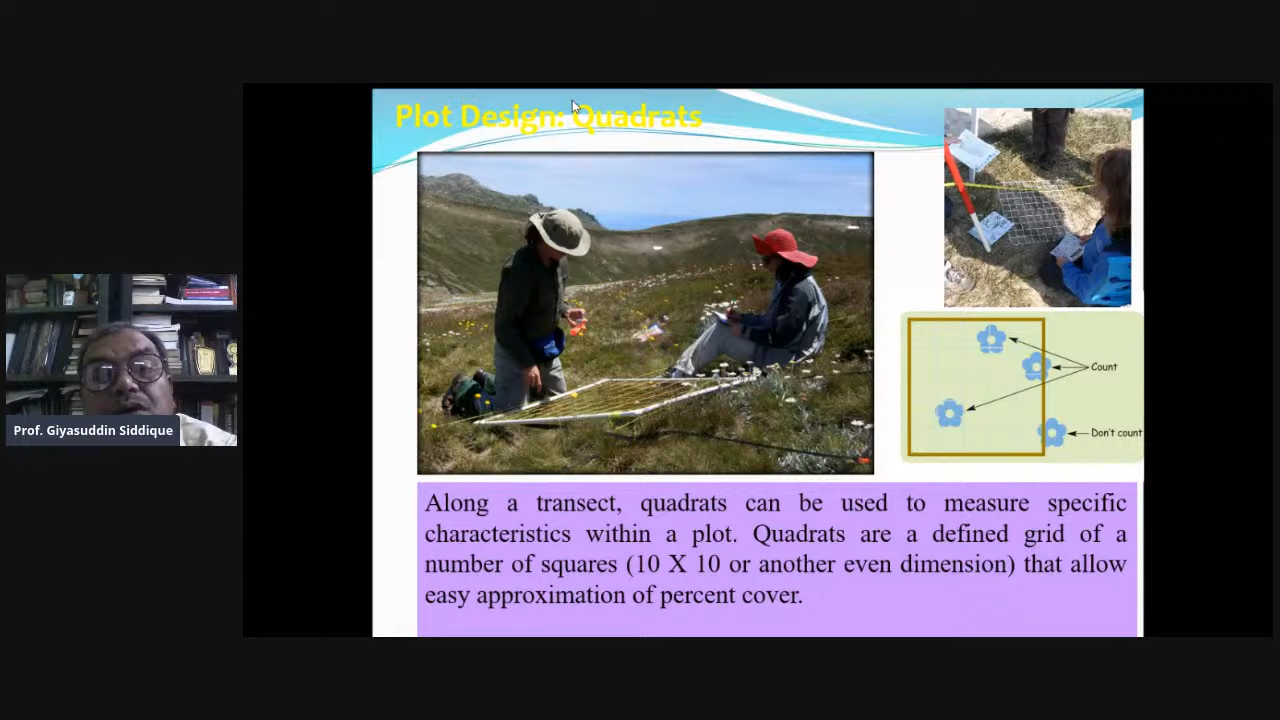 Plot Design: Quadrats
Count
Don't count
Prof. Giyasuddin Siddique
Along a transect, quadrats can be used to measure specific
characteristics within a plot. Quadrats are a defined grid of a
number of squares (10 X 10 or another even dimension) that allow
easy approximation of percent cover.